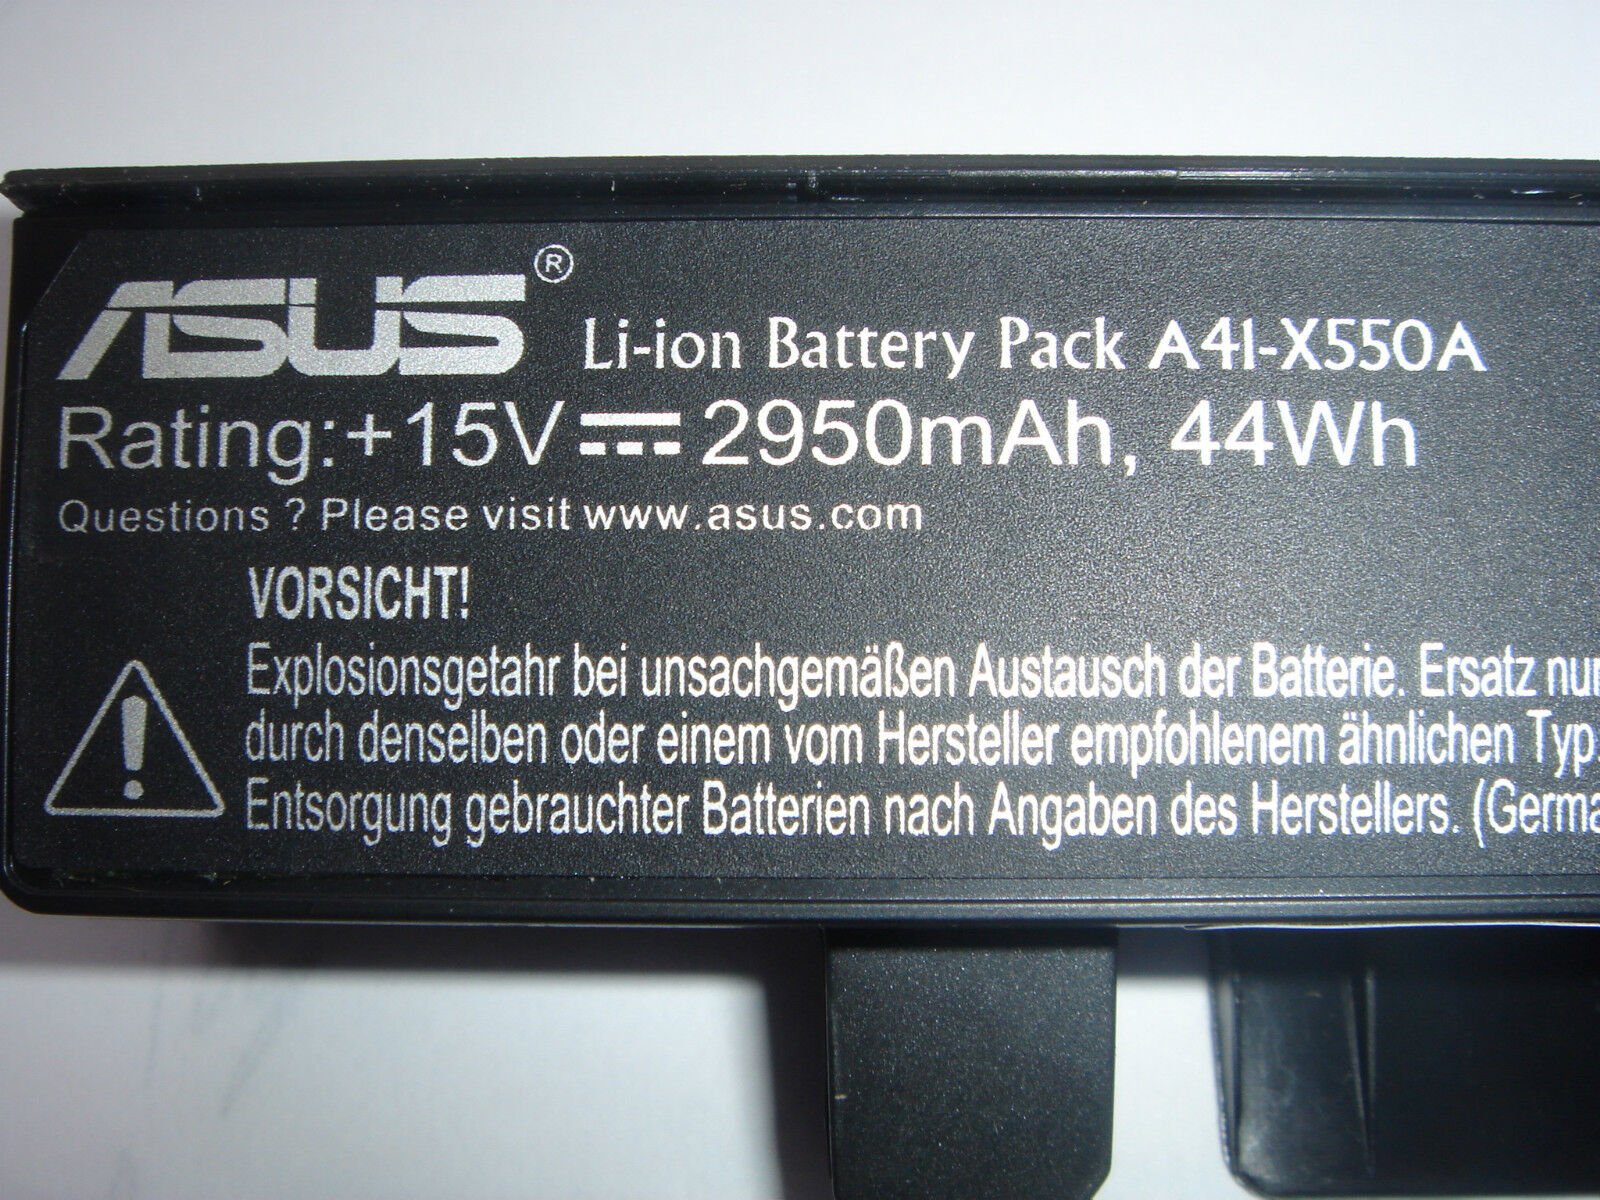 ASUS®
Li-ion Battery Pack A41-X550A
Rating:+15V⎓2950mAh, 44Wh
Questions ? Please visit www.asus.com
VORSICHT!
Explosionsgetahr bei unsachgemäßen Austausch der Batterie. Ersatz nur
durch denselben oder einem vom Hersteller empfohlenem ähnlichen Typ.
Entsorgung gebrauchter Batterien nach Angaben des Herstellers.